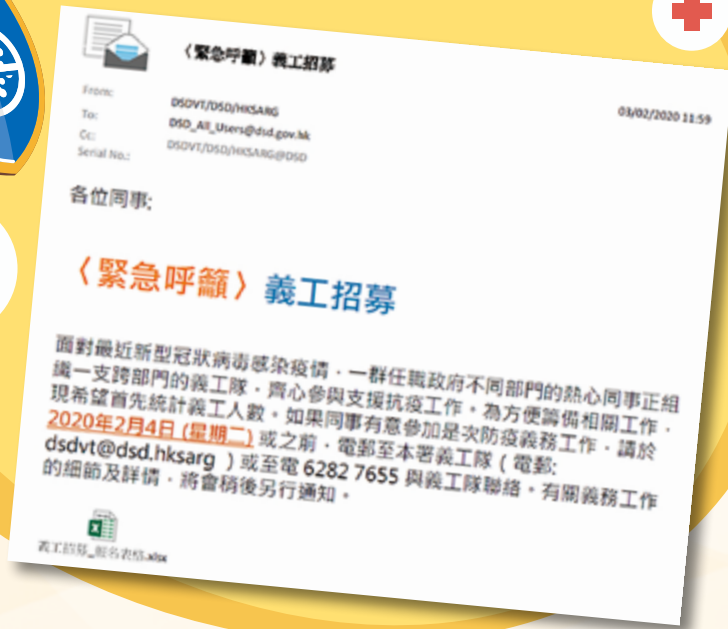 〈緊急呼籲〉義工招募
03/02/2020 11:59
From: DSDVT/DSD/HKSARG
To: DSD_All_Users@dsd.gov.hk
Cc: DSDVT/DSD/HKSARG@DSD
Serial No.:
各位同事:
〈緊急呼籲〉義工招募
面對最近新型冠狀病毒感染疫情，一群任職政府不同部門的熱心同事正組
織一支跨部門的義工隊，齊心參與支援抗疫工作。為方便籌備相關工作，
現希望首先統計義工人數。如果同事有意參加是次防疫義務工作，請於
2020年2月4日 (星期二) 或之前，電郵至本署義工隊（電郵:
dsdvt@dsd.hksarg ）或至電 6282 7655 與義工隊聯絡。有關義務工作
的細節及詳情，將會稍後另行通知。
義工招募_報名表格.xlsx